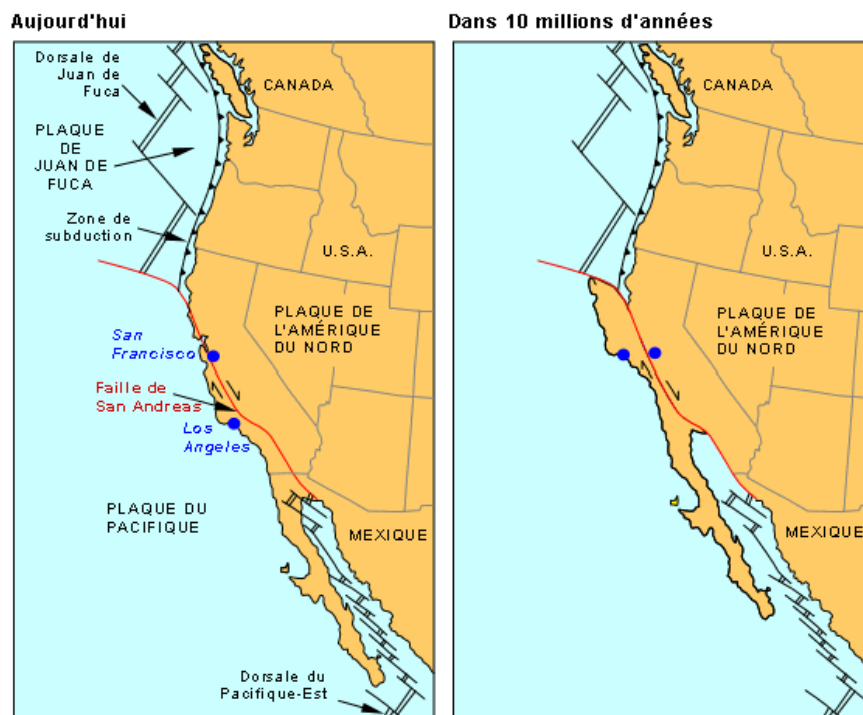 Aujourd'hui
Dorsale de
Juan de
Fuca
CANADA
PLAQUE
DE
JUAN DE
FUCA
Zone de
subduction
U.S.A.
PLAQUE DE
L'AMÉRIQUE
DU NORD
San
Francisco
Faille de
San Andreas
Los
Angeles
PLAQUE DU
PACIFIQUE
MEXIQUE
Dorsale du
Pacifique-Est
Dans 10 millions d'années
CANADA
U.S.A.
PLAQUE DE
L'AMÉRIQUE
DU NORD
MEXIQUE